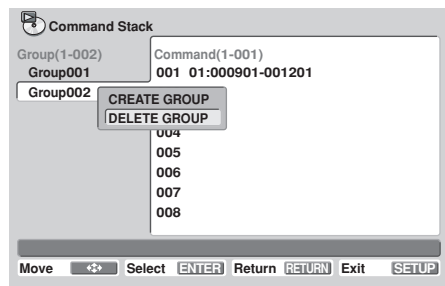 Command Stack
Group(1-002)
Group001
Group002
Command(1-001)
001 01:000901-001201
CREATE GROUP
DELETE GROUP
004
005
006
007
008
Move Select ENTER Return RETURN Exit SETUP